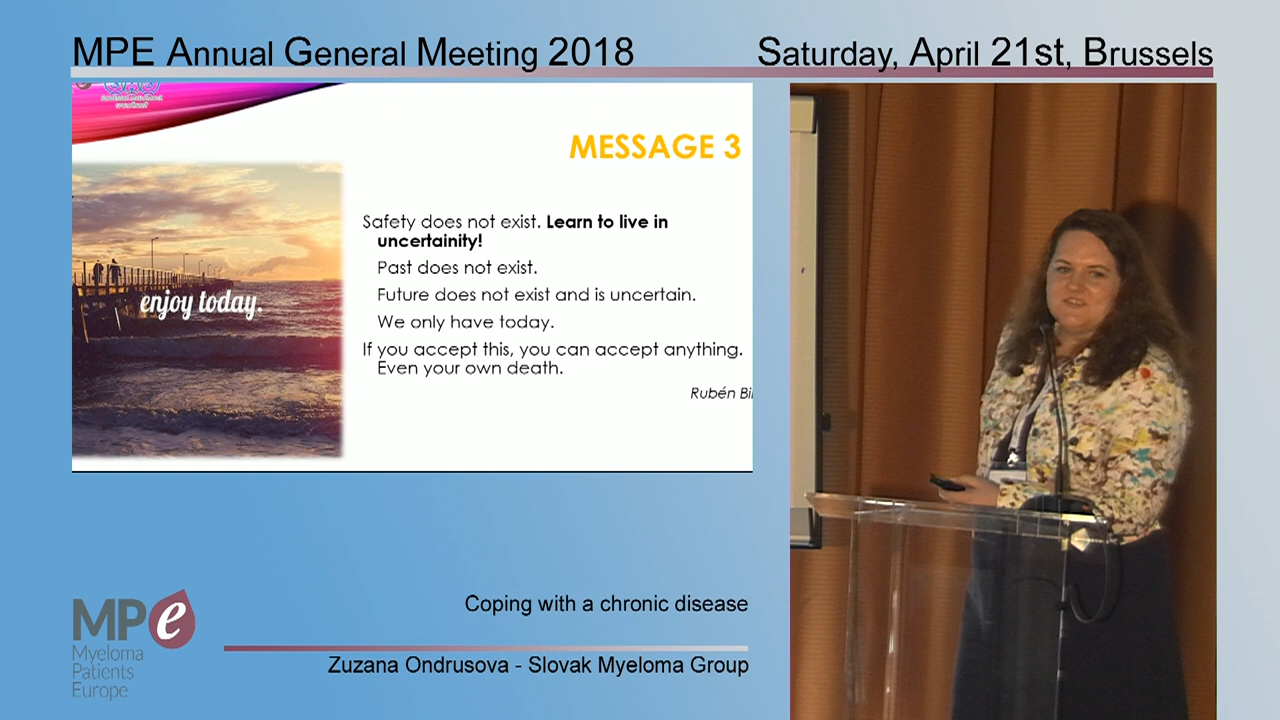 MPE Annual General Meeting 2018
Saturday, April 21st, Brussels
MESSAGE 3
enjoy today.
Safety does not exist. Learn to live in
uncertainity!
Past does not exist.
Future does not exist and is uncertain.
We only have today.
If you accept this, you can accept anything.
Even your own death.
Rubén
Coping with a chronic disease
Zuzana Ondrusova - Slovak Myeloma Group
MPe
Myeloma
Patients
Europe